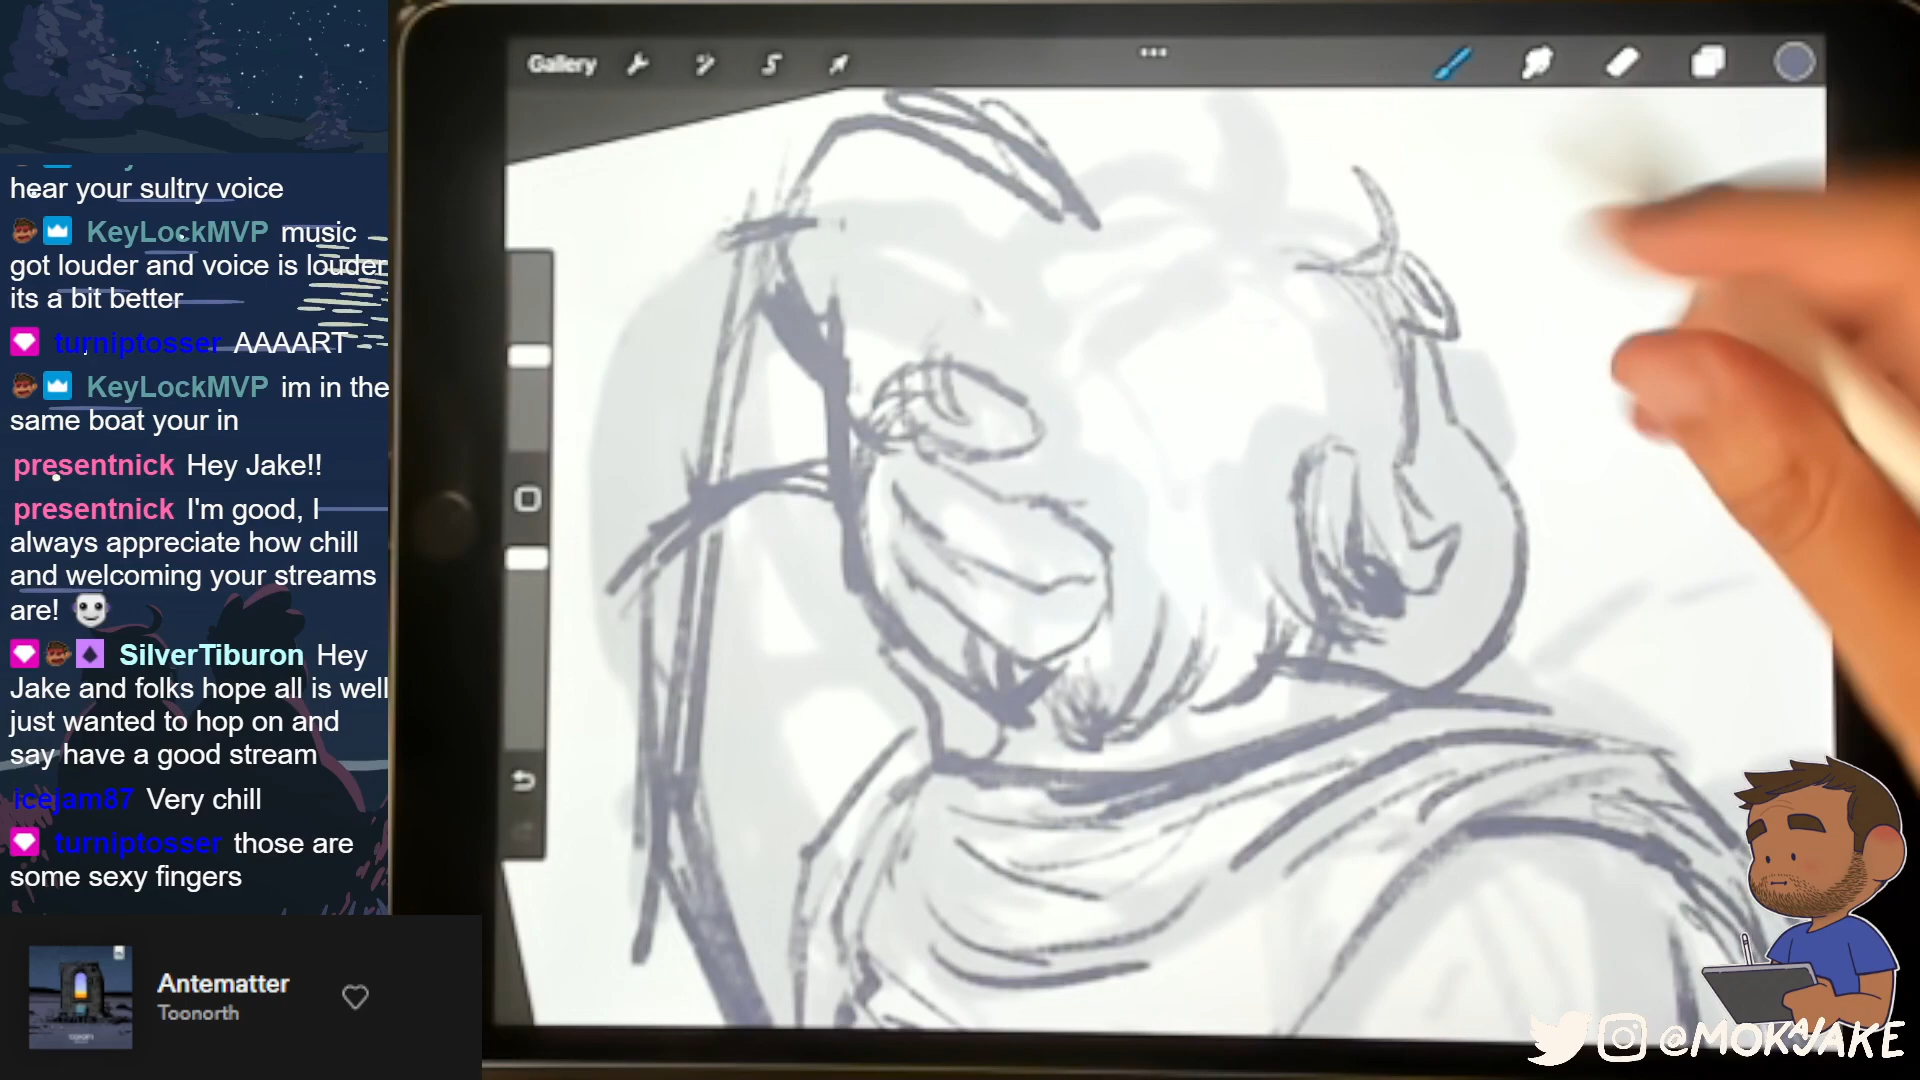 hear your sultry voice
KeyLockMVP music
got louder and voice is louder
its a bit better
turniptosser AAAART
KeyLockMVP im in the
same boat your in
presentnick Hey Jake!!
presentnick I'm good, I
always appreciate how chill
and welcoming your streams
are!
SilverTiburon Hey
Jake and folks hope all is well
just wanted to hop on and
say have a good stream
icejam87 Very chill
turniptosser those are
some sexy fingers
Antematter
Toonorth
Gallery
@MOKAJAKE